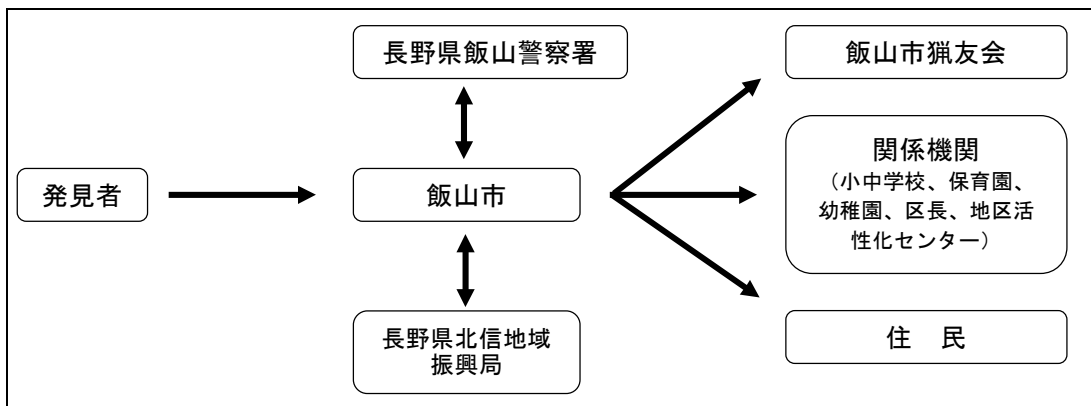 長野県飯山警察署
飯山市猟友会
関係機関
(小中学校、保育園、
幼稚園、区長、地区活
性化センター)
発見者
飯山市
長野県北信地域
振興局
住　民